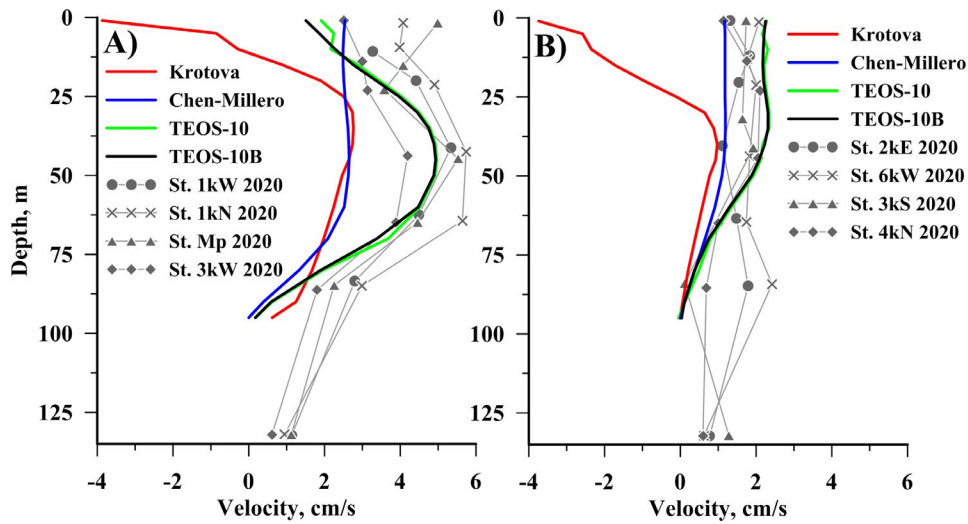 A)
0
25
50
75
100
125
Depth, m
Krotova
Chen-Millero
TEOS-10
TEOS-10B
St. 1kW 2020
St. 1kN 2020
St. Mp 2020
St. 3kW 2020
-4 -2 0 2 4 6
Velocity, cm/s
B)
0
25
50
75
100
125
Krotova
Chen-Millero
TEOS-10
TEOS-10B
St. 2kE 2020
St. 6kW 2020
St. 3kS 2020
St. 4kN 2020
-4 -2 0 2 4 6
Velocity, cm/s